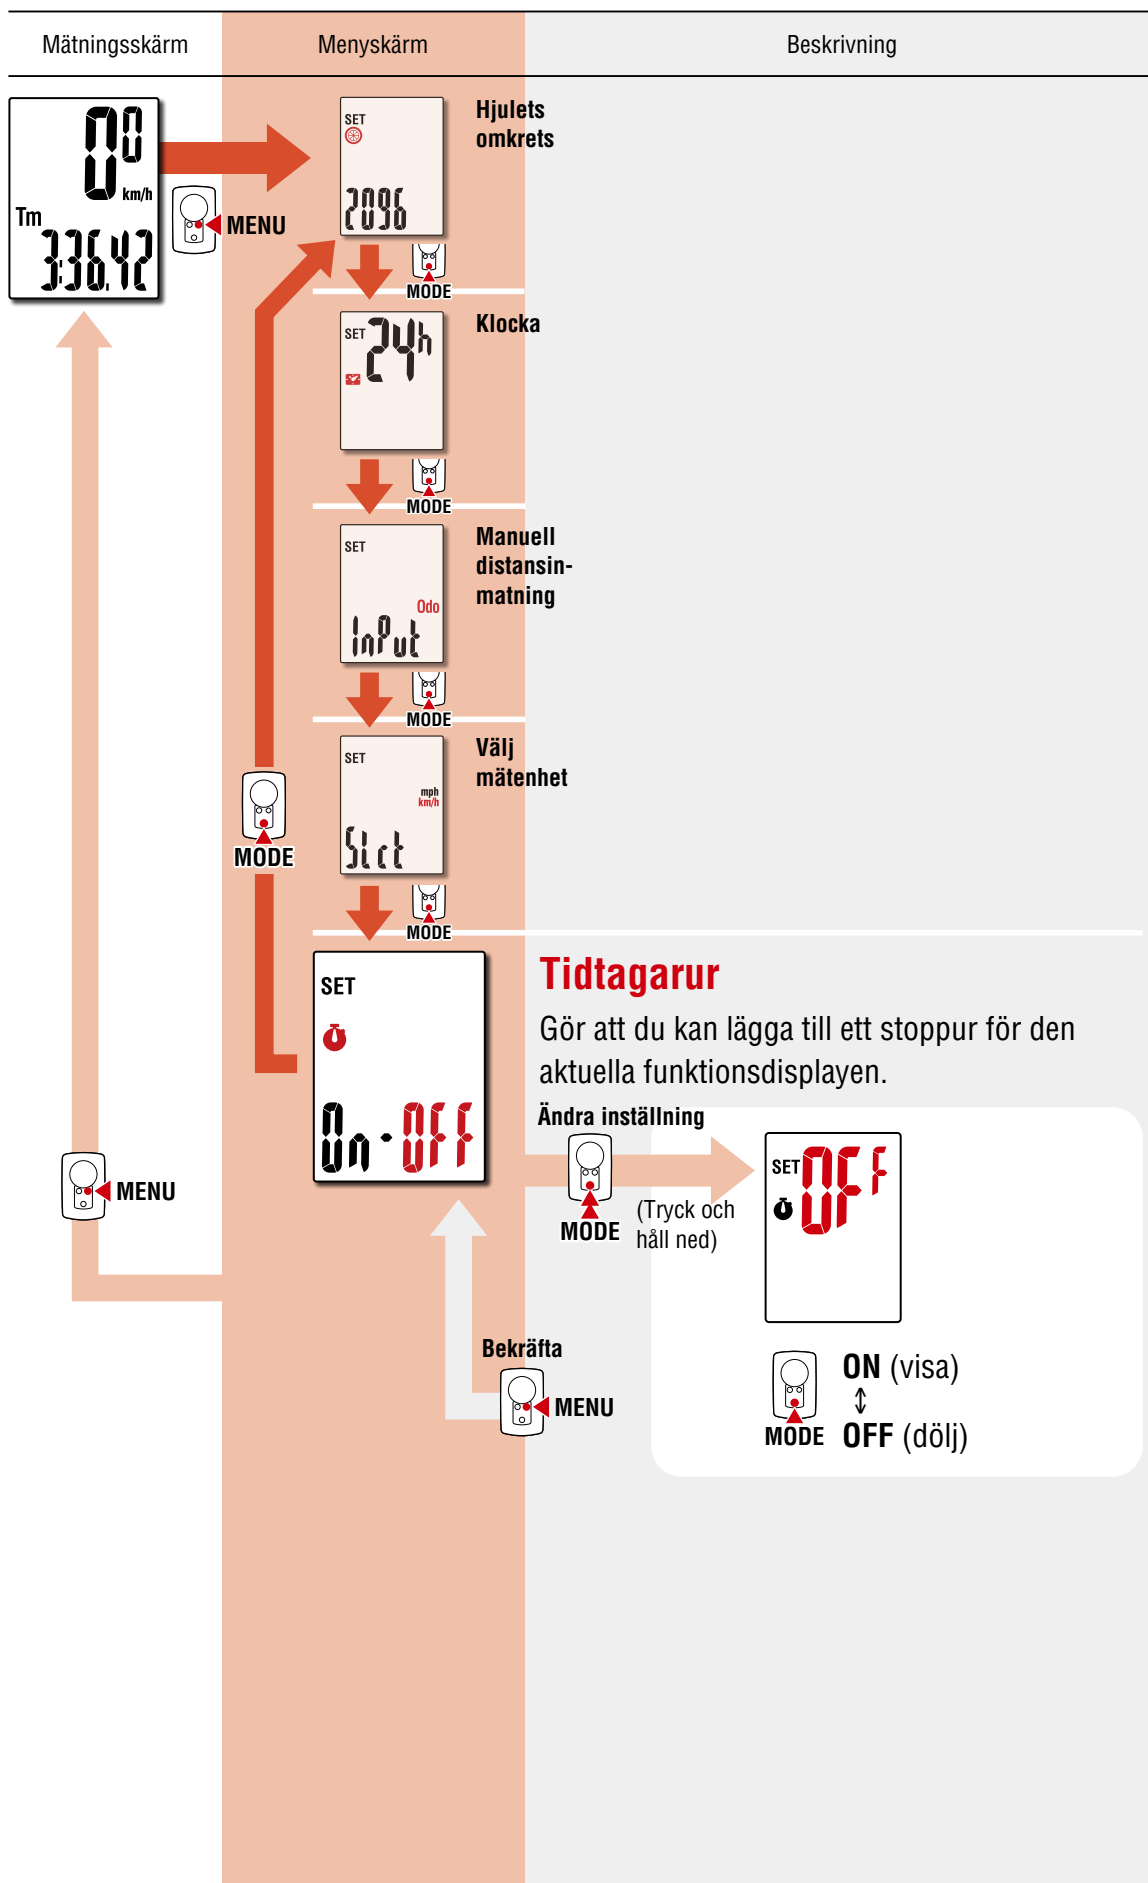 Mätningsskärm
Menyskärm
Beskrivning
0.0
km/h
Tm
3:36.42
MENU
SET
2096
Hjulets
omkrets
MODE
SET
24h
Klocka
MODE
SET
Odo
InPut
Manuell
distansin-
matning
MODE
SET
mph
km/h
Slct
Välj
mätenhet
MODE
MODE
SET
On·OFF
Tidtagarur
Gör att du kan lägga till ett stoppur för den
aktuella funktionsdisplayen.
Ändra inställning
MODE
(Tryck och
håll ned)
SET
OFF
MENU
Bekräfta
MENU
ON (visa)
↕
MODE OFF (dölj)